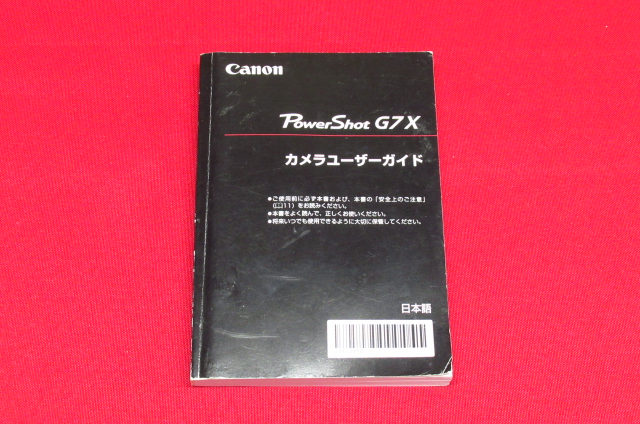 Canon
PowerShot G7 X
カメラユーザーガイド
●ご使用前に必ず本書および、本書の「安全上のご注意」
(📖11)をお読みください。
●本書をよく読んで、正しくお使いください。
●将来いつでも使用できるように大切に保管してください。
日本語